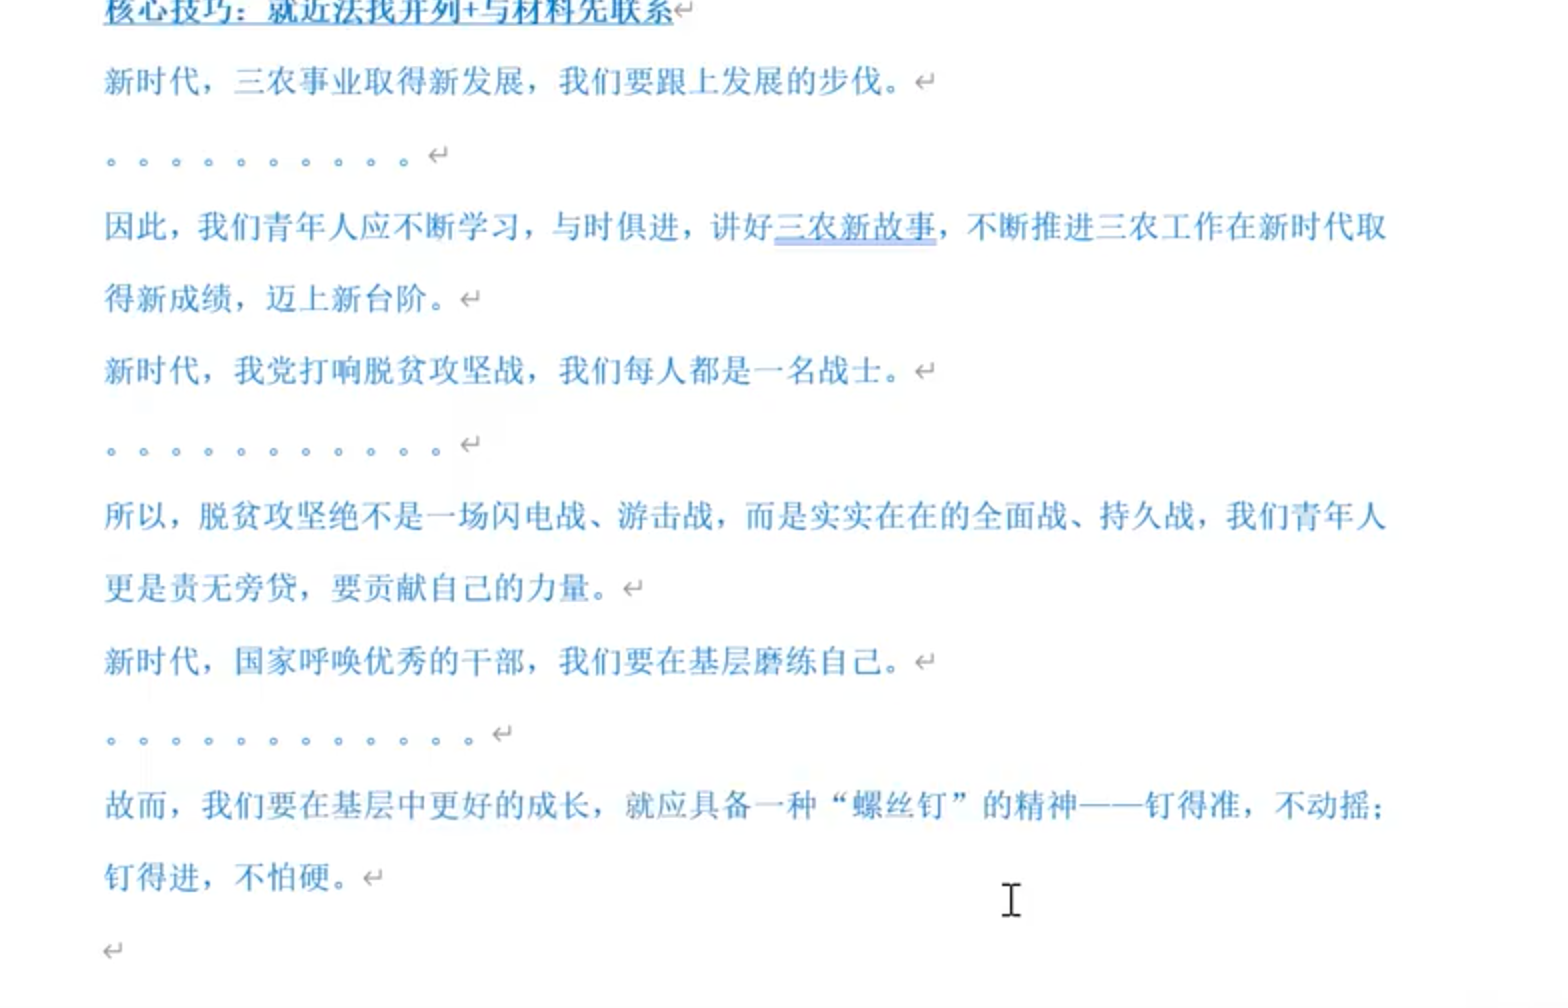 核心技巧：就近法找并列+与材料先联系
新时代，三农事业取得新发展，我们要跟上发展的步伐。
。。。。。。。。。。
因此，我们青年人应不断学习，与时俱进，讲好三农新故事，不断推进三农工作在新时代取
得新成绩，迈上新台阶。
新时代，我党打响脱贫攻坚战，我们每人都是一名战士。
。。。。。。。。。。。
所以，脱贫攻坚绝不是一场闪电战、游击战，而是实实在在的全面战、持久战，我们青年人
更是责无旁贷，要贡献自己的力量。
新时代，国家呼唤优秀的干部，我们要在基层磨练自己。
。。。。。。。。。。。。
故而，我们要在基层中更好的成长，就应具备一种“螺丝钉”的精神——钉得准，不动摇；
钉得进，不怕硬。